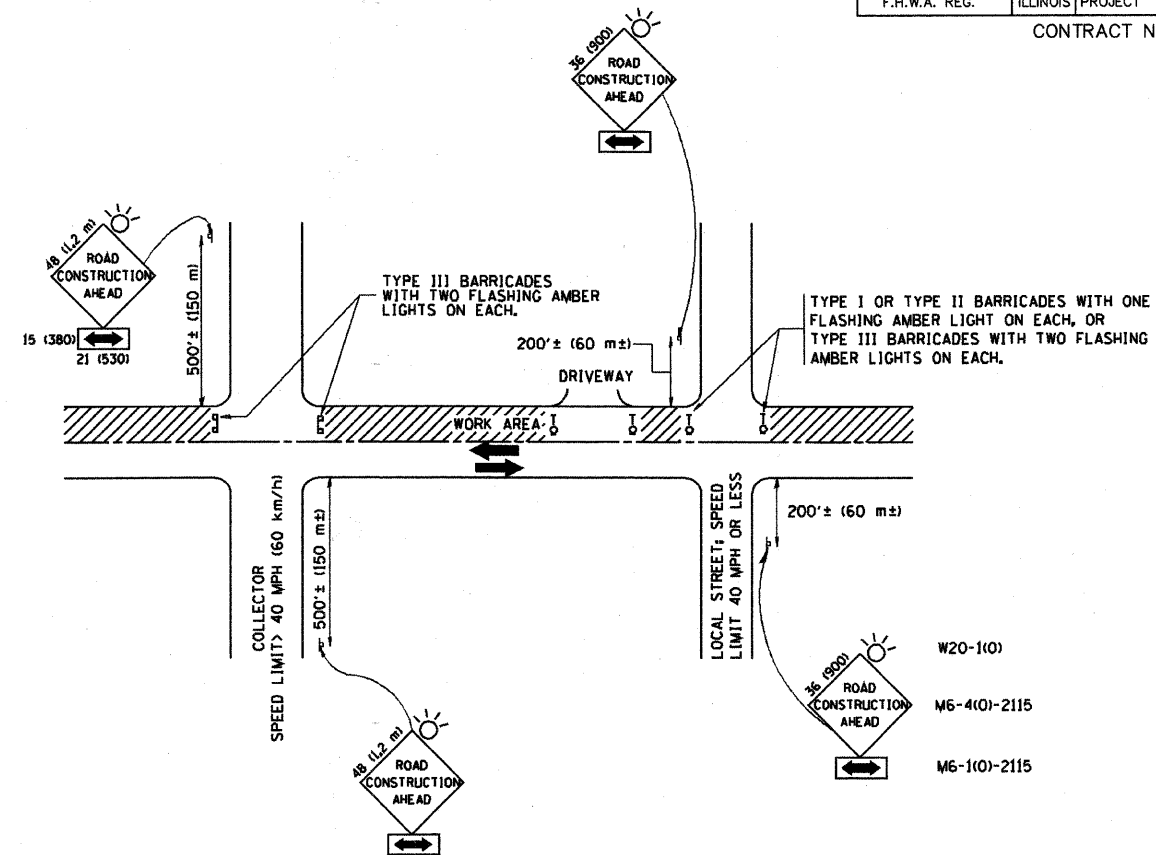 F.H.W.A. REG. ILLINOIS PROJECT
CONTRACT N
36 (900)
ROAD
CONSTRUCTION
AHEAD
48 (1.2 m)
ROAD
CONSTRUCTION
AHEAD
15 (380)
21 (530)
500'± (150 m)
TYPE III BARRICADES
WITH TWO FLASHING AMBER
LIGHTS ON EACH.
200'± (60 m±)
DRIVEWAY
TYPE I OR TYPE II BARRICADES WITH ONE
FLASHING AMBER LIGHT ON EACH, OR
TYPE III BARRICADES WITH TWO FLASHING
AMBER LIGHTS ON EACH.
WORK AREA
COLLECTOR
SPEED LIMIT> 40 MPH (60 km/h)
500'± (150 m±)
LOCAL STREET; SPEED
LIMIT 40 MPH OR LESS
200'± (60 m±)
48 (1.2 m)
ROAD
CONSTRUCTION
AHEAD
36 (900)
ROAD
CONSTRUCTION
AHEAD
W20-1(O)
M6-4(O)-2115
M6-1(O)-2115